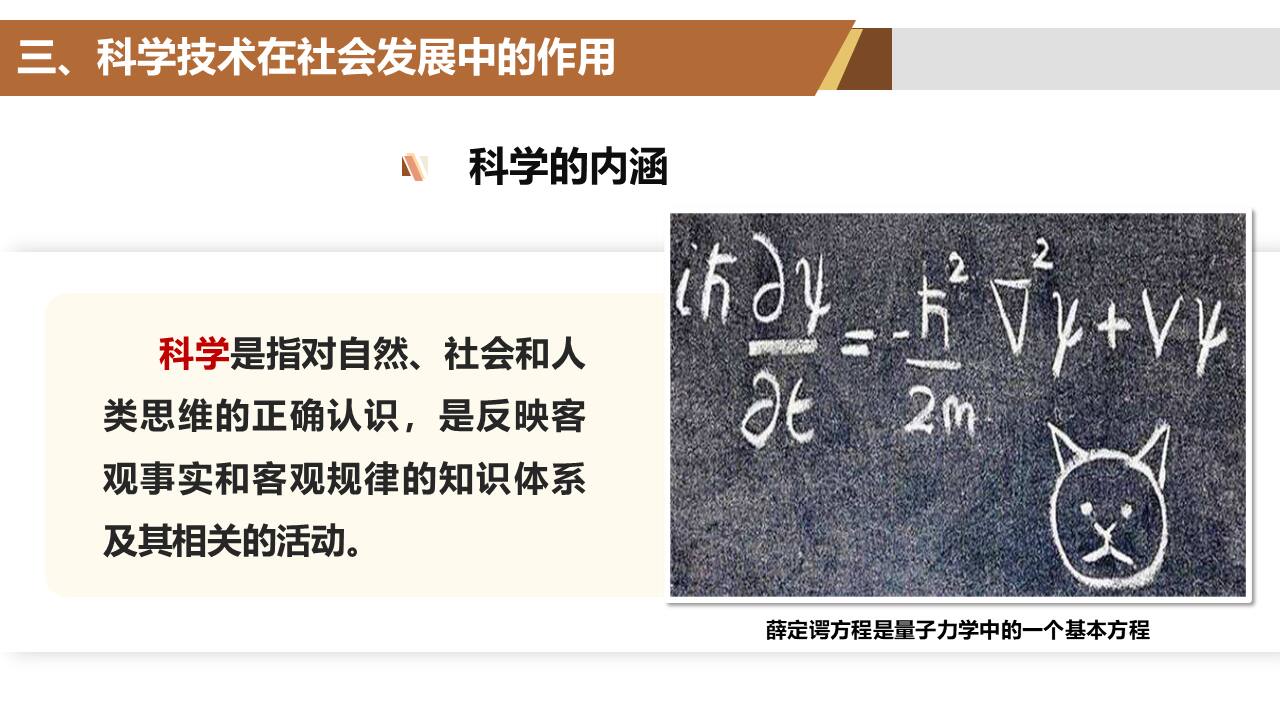 三、科学技术在社会发展中的作用
科学的内涵
科学是指对自然、社会和人
类思维的正确认识，是反映客
观事实和客观规律的知识体系
及其相关的活动。
iℏ ∂ψ/∂t = -ℏ²/2m ∇²ψ + Vψ
薛定谔方程是量子力学中的一个基本方程